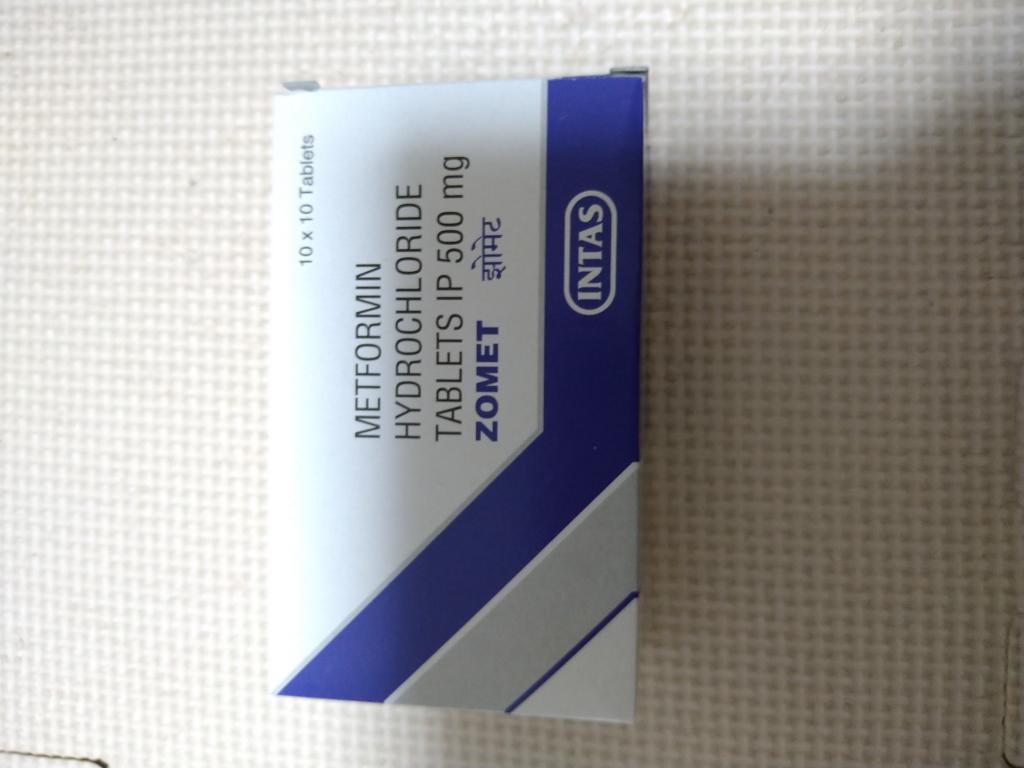 10 x 10 Tablets
METFORMIN
HYDROCHLORIDE
TABLETS IP 500 mg
ZOMET झोमेट
INTAS